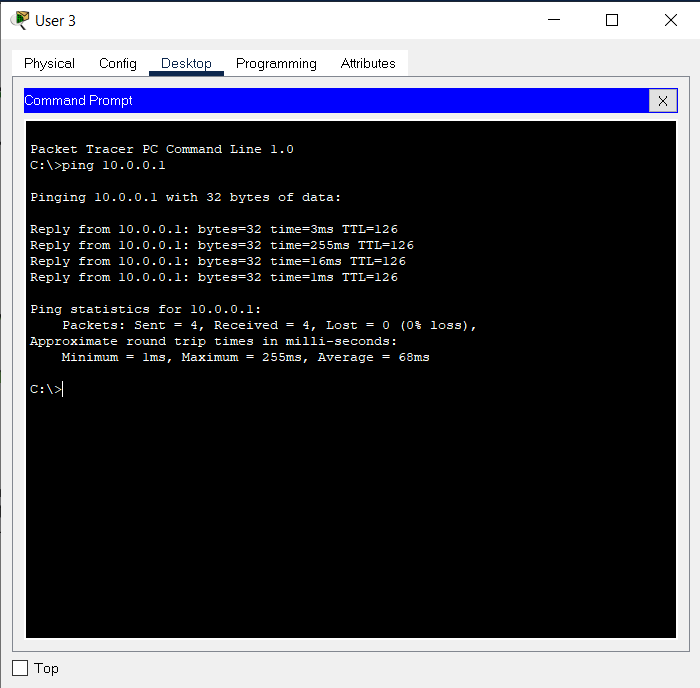 User 3
Physical Config Desktop Programming Attributes
Command Prompt
X
Packet Tracer PC Command Line 1.0
C:\>ping 10.0.0.1
Pinging 10.0.0.1 with 32 bytes of data:
Reply from 10.0.0.1: bytes=32 time=3ms TTL=126
Reply from 10.0.0.1: bytes=32 time=255ms TTL=126
Reply from 10.0.0.1: bytes=32 time=16ms TTL=126
Reply from 10.0.0.1: bytes=32 time=1ms TTL=126
Ping statistics for 10.0.0.1:
Packets: Sent = 4, Received = 4, Lost = 0 (0% loss),
Approximate round trip times in milli-seconds:
Minimum = 1ms, Maximum = 255ms, Average = 68ms
C:\>
Top